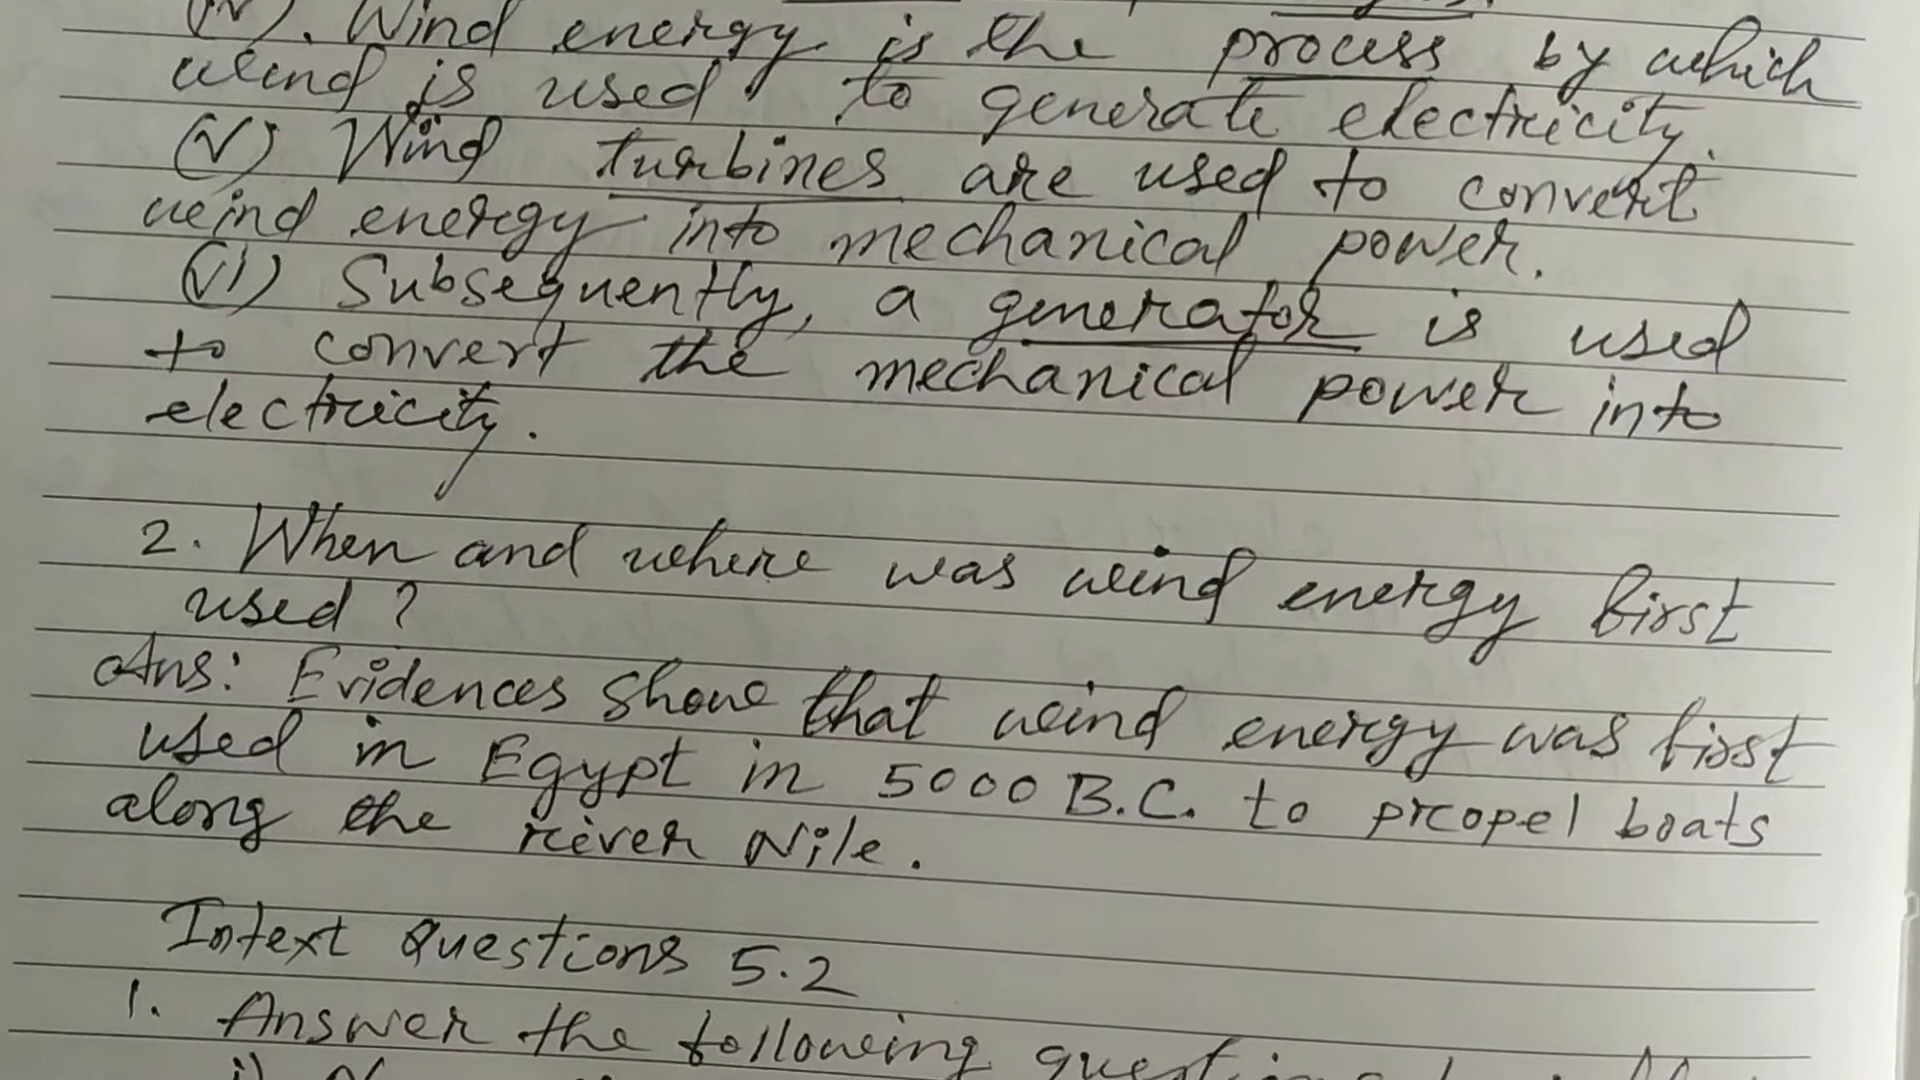 (iv). Wind energy is the process by which
wind is used to generate electricity.
(v) Wind turbines are used to convert
wind energy into mechanical power.
(vi) Subsequently, a generator is used
to convert the mechanical power into
electricity.
2. When and where was wind energy first
used ?
Ans: Evidences show that wind energy was first
used in Egypt in 5000 B.C. to propel boats
along the river Nile.
Intext Questions 5.2
1. Answer the following
i)